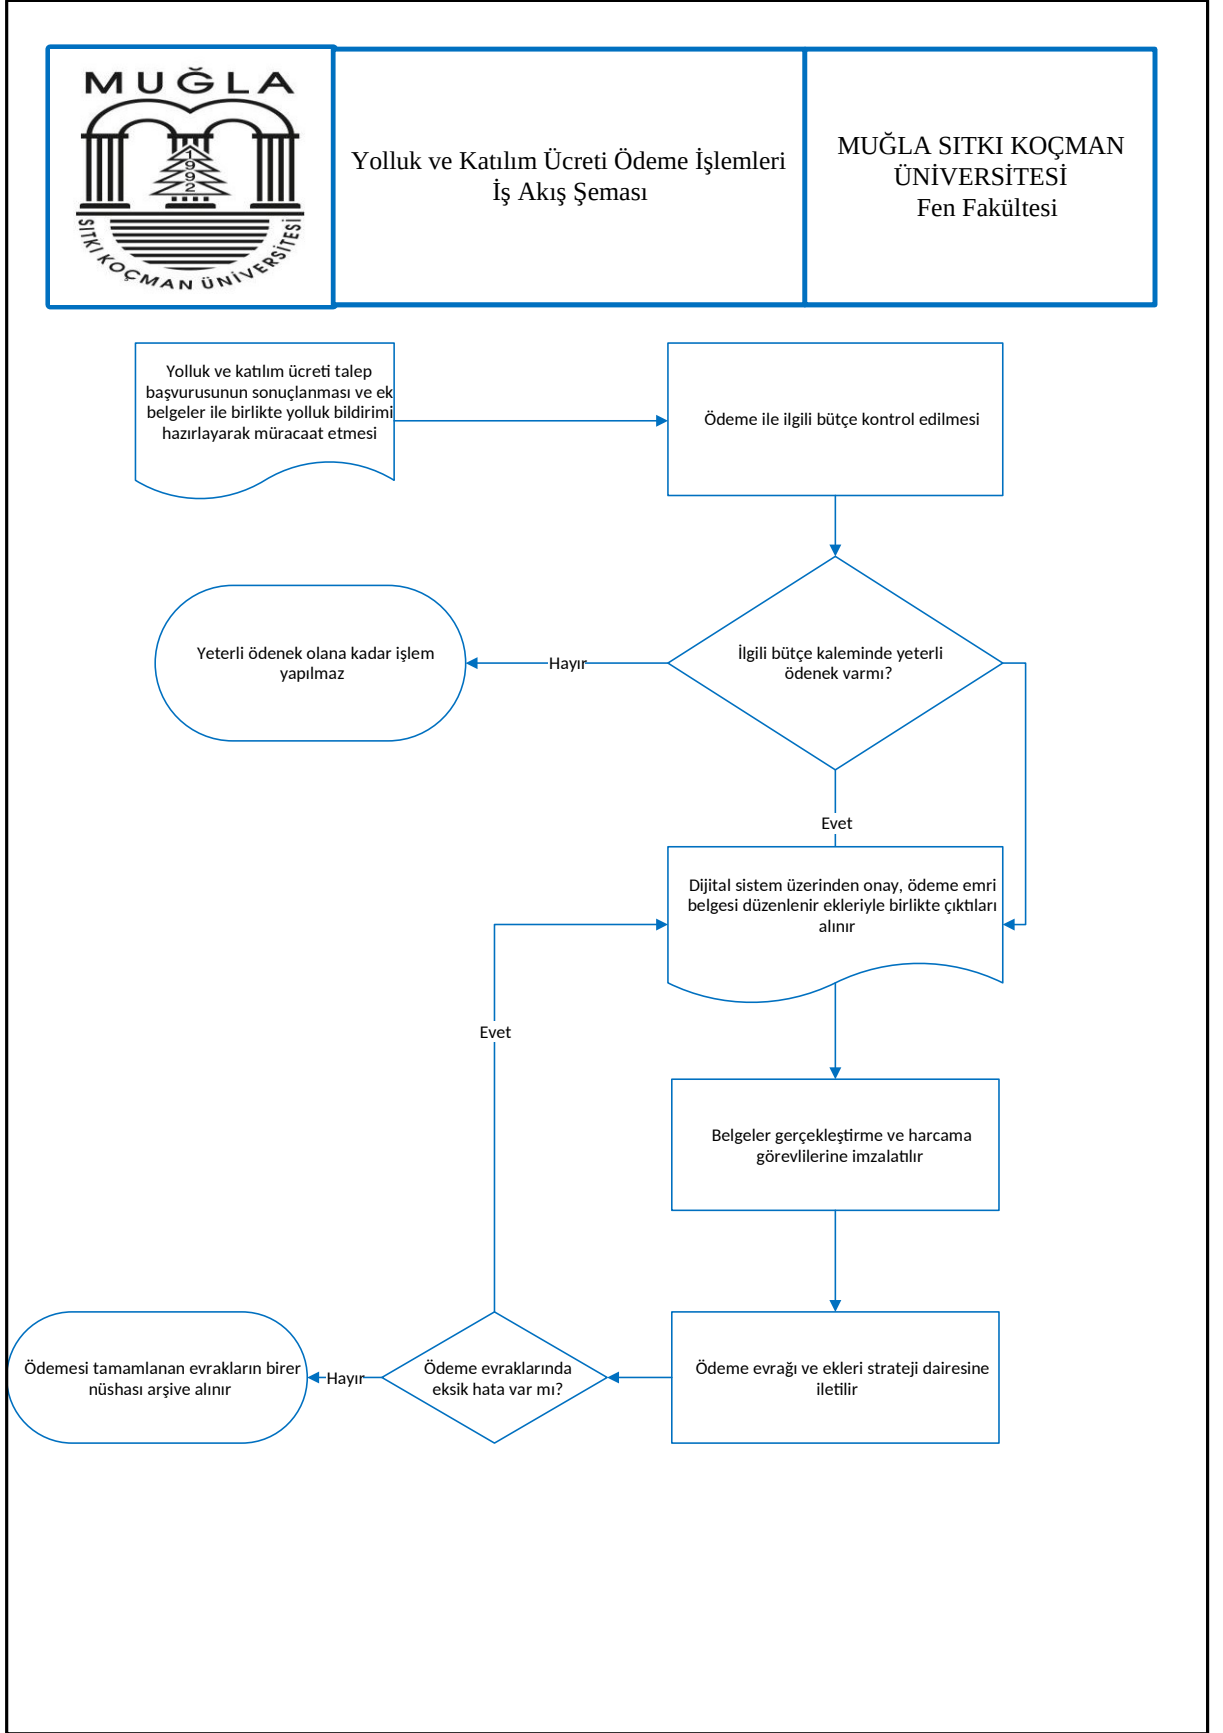 MUĞLA
1992
SITKI KOÇMAN ÜNİVERSİTESİ
Yolluk ve Katılım Ücreti Ödeme İşlemleri
İş Akış Şeması
MUĞLA SITKI KOÇMAN
ÜNİVERSİTESİ
Fen Fakültesi
Yolluk ve katılım ücreti talep
başvurusunun sonuçlanması ve ek
belgeler ile birlikte yolluk bildirimi
hazırlayarak müracaat etmesi
Ödeme ile ilgili bütçe kontrol edilmesi
Yeterli ödenek olana kadar işlem
yapılmaz
Hayır
İlgili bütçe kaleminde yeterli
ödenek varmı?
Evet
Dijital sistem üzerinden onay, ödeme emri
belgesi düzenlenir ekleriyle birlikte çıktıları
alınır
Evet
Belgeler gerçekleştirme ve harcama
görevlilerine imzalatılır
Ödemesi tamamlanan evrakların birer
nüshası arşive alınır
Hayır
Ödeme evraklarında
eksik hata var mı?
Ödeme evrağı ve ekleri strateji dairesine
iletilir